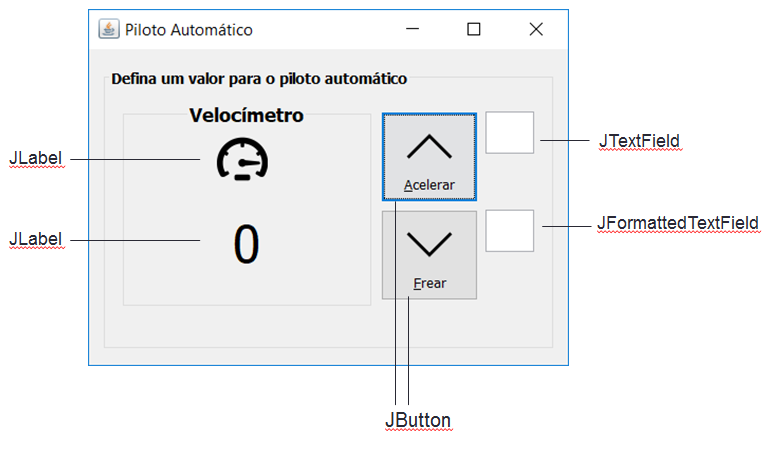 Piloto Automático
Defina um valor para o piloto automático
Velocímetro
JLabel
JTextField
Acelerar
JLabel
0
JFormattedTextField
Frear
JButton